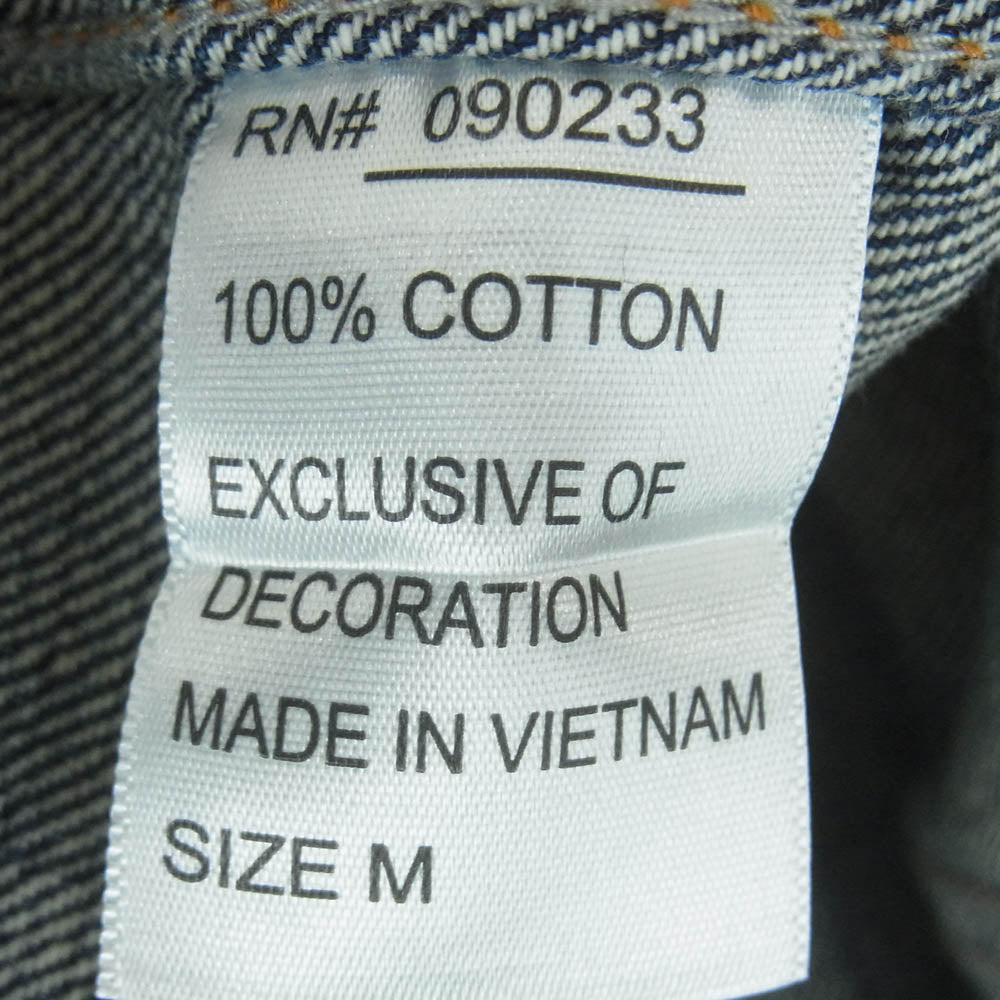 RN# 090233
100% COTTON
EXCLUSIVE OF
DECORATION
MADE IN VIETNAM
SIZE M